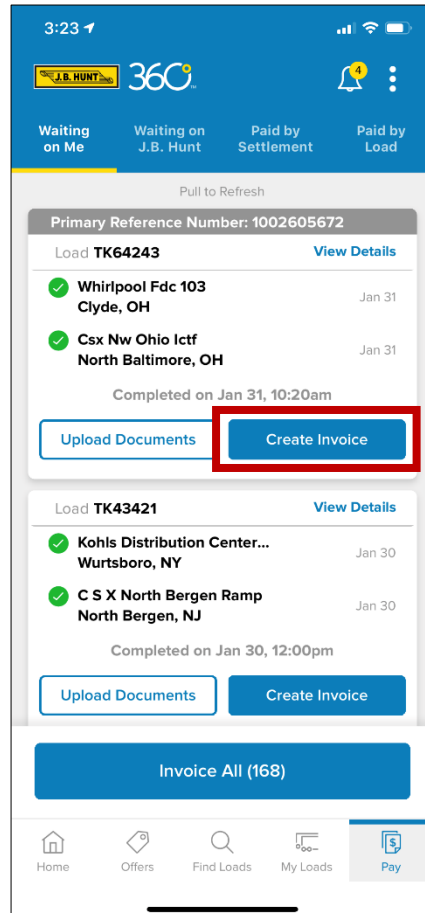 3:23
J.B. HUNT 360
4
Waiting on Me
Waiting on J.B. Hunt
Paid by Settlement
Paid by Load
Pull to Refresh
Primary Reference Number: 1002605672
Load TK64243 View Details
Whirlpool Fdc 103
Clyde, OH
Jan 31
Csx Nw Ohio Ictf
North Baltimore, OH
Jan 31
Completed on Jan 31, 10:20am
Upload Documents Create Invoice
Load TK43421 View Details
Kohls Distribution Center...
Wurtsboro, NY
Jan 30
C S X North Bergen Ramp
North Bergen, NJ
Jan 30
Completed on Jan 30, 12:00pm
Upload Documents Create Invoice
Invoice All (168)
Home Offers Find Loads My Loads Pay